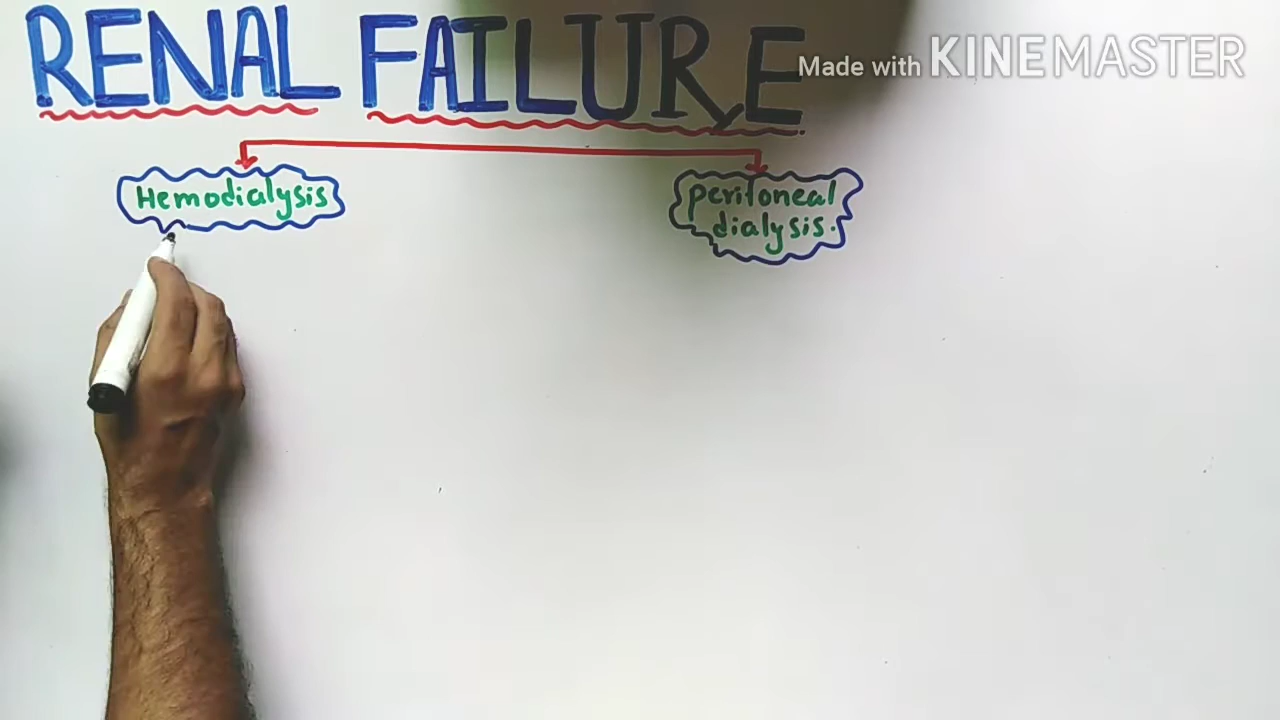 RENAL FAILURE
Made with KINEMASTER
Hemodialysis
peritoneal
dialysis.